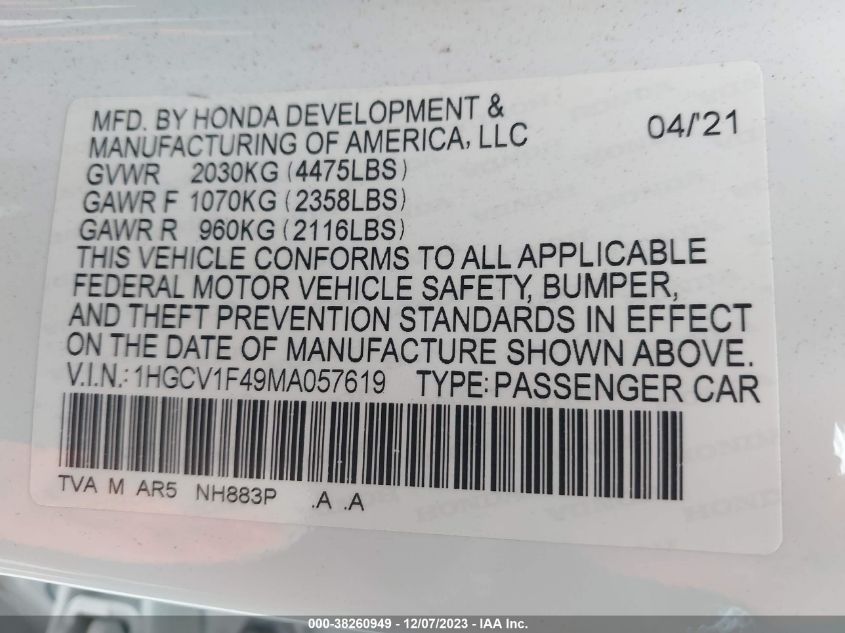 MFD. BY HONDA DEVELOPMENT &
MANUFACTURING OF AMERICA, LLC 04/'21
GVWR 2030KG (4475LBS)
GAWR F 1070KG (2358LBS)
GAWR R 960KG (2116LBS)
THIS VEHICLE CONFORMS TO ALL APPLICABLE
FEDERAL MOTOR VEHICLE SAFETY, BUMPER,
AND THEFT PREVENTION STANDARDS IN EFFECT
ON THE DATE OF MANUFACTURE SHOWN ABOVE.
V.I.N.: 1HGCV1F49MA057619 TYPE: PASSENGER CAR
TVA M AR5 NH883P .A .A
000-38260949 - 12/07/2023 - IAA Inc.